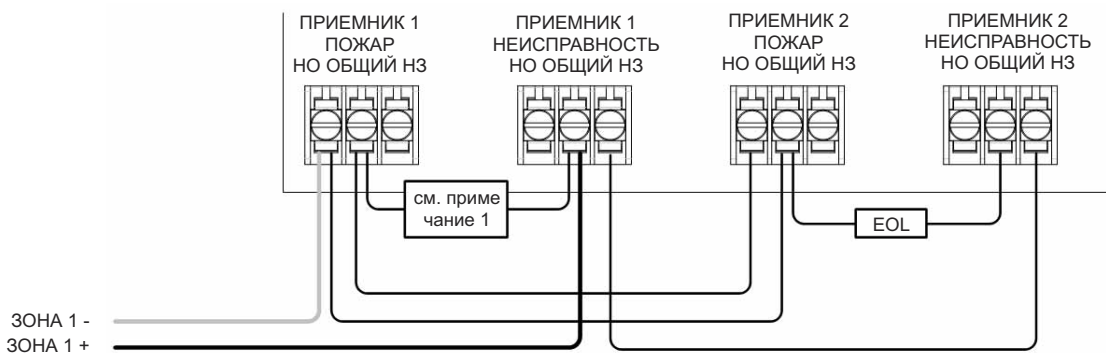 ПРИЕМНИК 1
ПОЖАР
НО ОБЩИЙ НЗ
ПРИЕМНИК 1
НЕИСПРАВНОСТЬ
НО ОБЩИЙ НЗ
ПРИЕМНИК 2
ПОЖАР
НО ОБЩИЙ НЗ
ПРИЕМНИК 2
НЕИСПРАВНОСТЬ
НО ОБЩИЙ НЗ
см. приме
чание 1
EOL
ЗОНА 1 -
ЗОНА 1 +